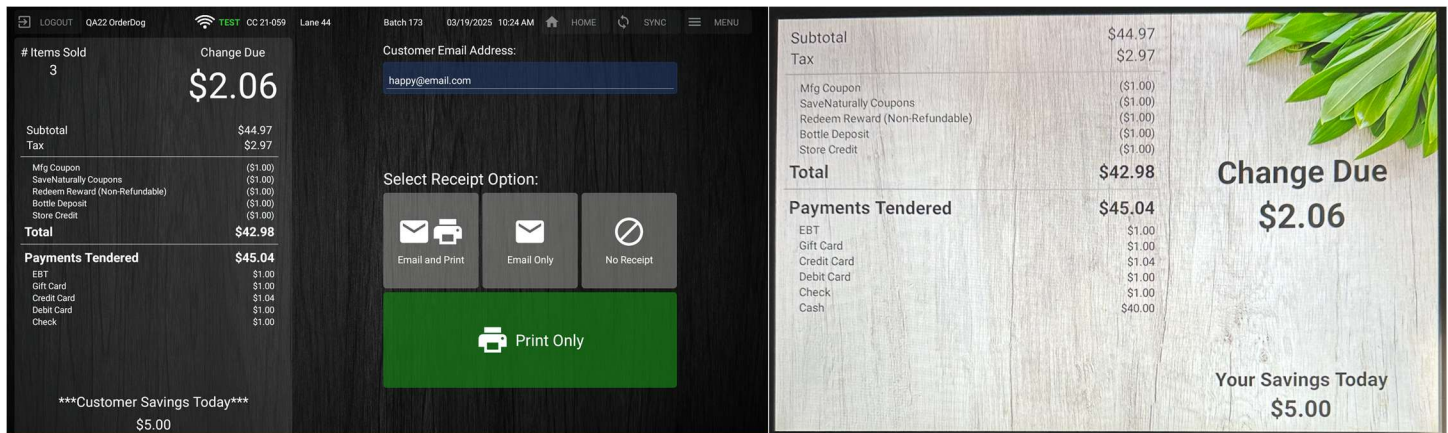 LOGOUT QA22 OrderDog TEST CC 21-059 Lane 44 Batch 173 03/19/2025 10:24 AM HOME SYNC MENU
# Items Sold
3
Change Due
$2.06
Subtotal $44.97
Tax $2.97
Mfg Coupon ($1.00)
SaveNaturally Coupons ($1.00)
Redeem Reward (Non-Refundable) ($1.00)
Bottle Deposit ($1.00)
Store Credit ($1.00)
Total $42.98
Payments Tendered $45.04
EBT $1.00
Gift Card $1.00
Credit Card $1.04
Debit Card $1.00
Check $1.00
***Customer Savings Today***
$5.00
Customer Email Address:
happy@email.com
Select Receipt Option:
Email and Print
Email Only
No Receipt
Print Only
Subtotal $44.97
Tax $2.97
Mfg Coupon ($1.00)
SaveNaturally Coupons ($1.00)
Redeem Reward (Non-Refundable) ($1.00)
Bottle Deposit ($1.00)
Store Credit ($1.00)
Total $42.98
Payments Tendered $45.04
EBT $1.00
Gift Card $1.00
Credit Card $1.04
Debit Card $1.00
Check $1.00
Cash $40.00
Change Due
$2.06
Your Savings Today
$5.00